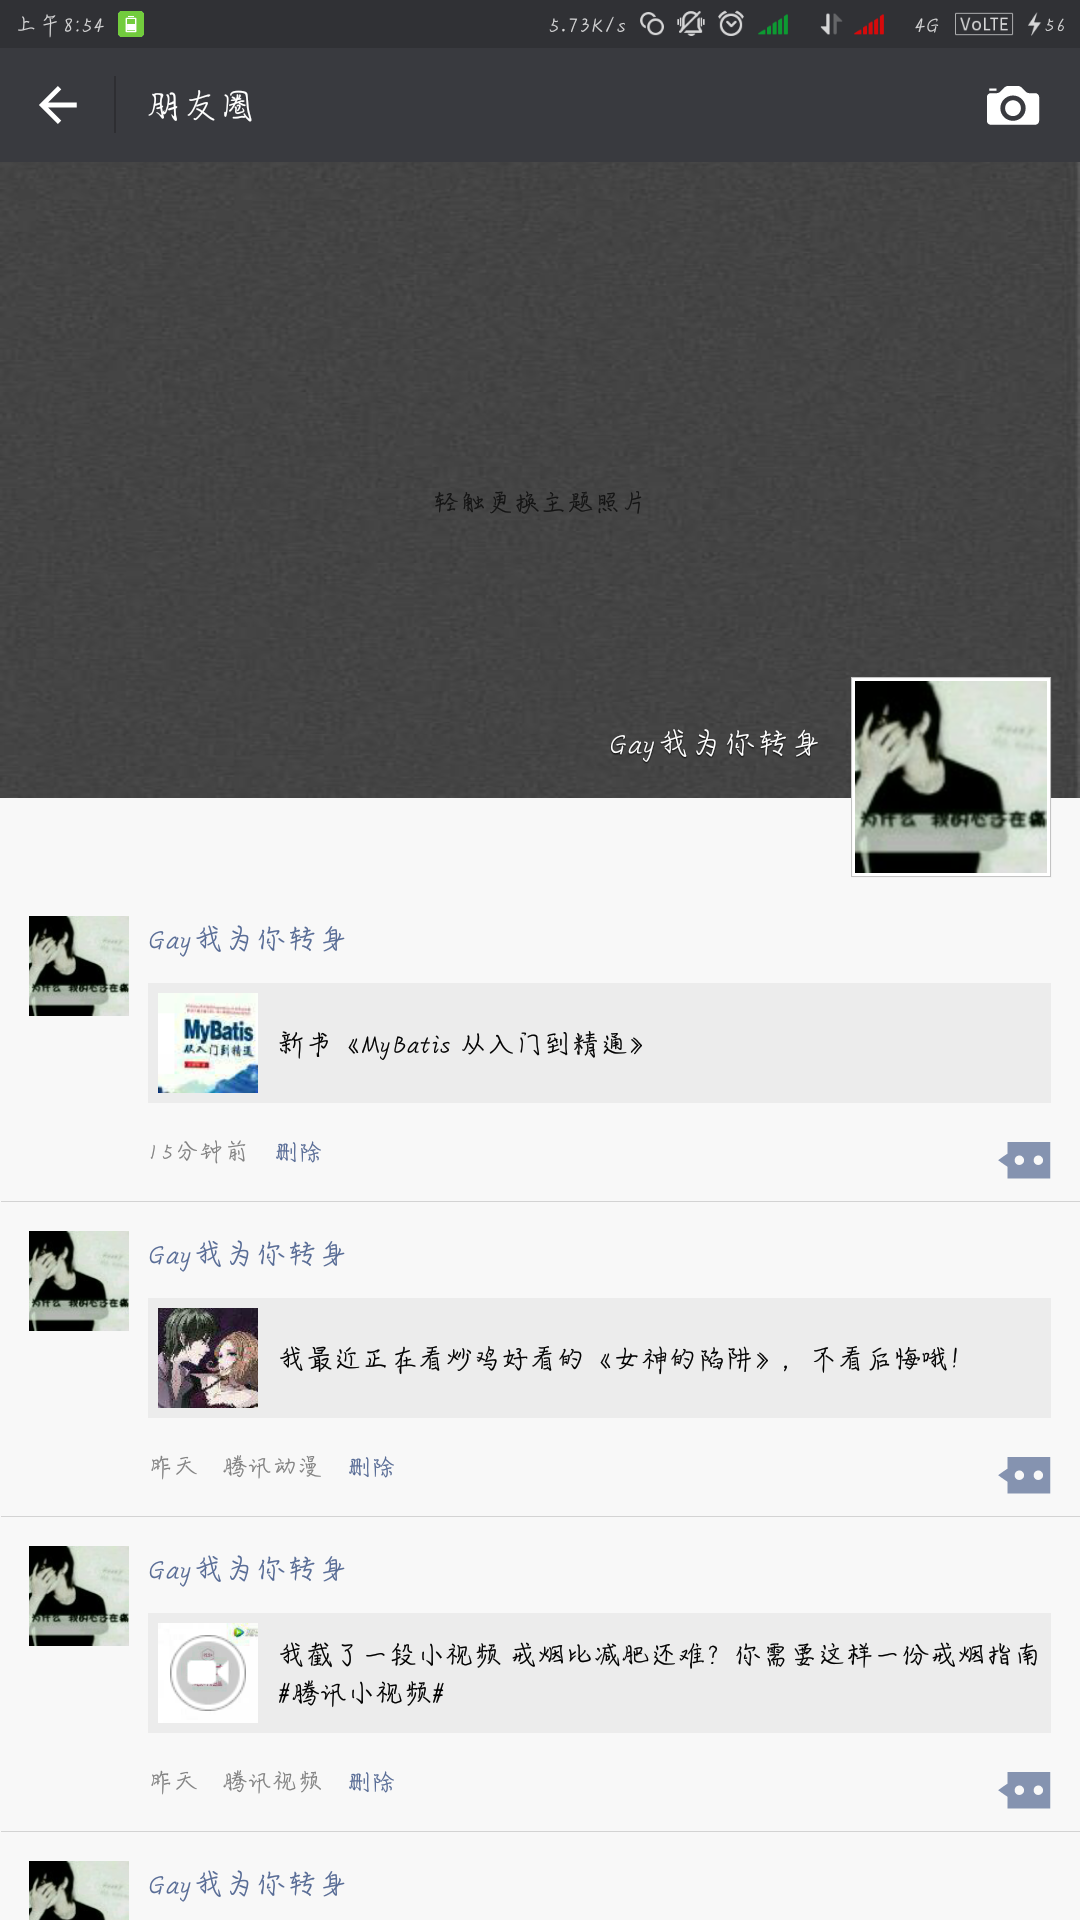 上午8:54
5.73K/s
4G
VoLTE
56
朋友圈
轻触更换主题照片
Gay我为你转身
为什么 我的心子在痛
Gay我为你转身
MyBatis
从入门到精通
新书《MyBatis 从入门到精通》
15分钟前 删除
Gay我为你转身
我最近正在看炒鸡好看的《女神的陷阱》，不看后悔哦!
昨天 腾讯动漫 删除
Gay我为你转身
我截了一段小视频 戒烟比减肥还难？你需要这样一份戒烟指南
#腾讯小视频#
昨天 腾讯视频 删除
Gay我为你转身